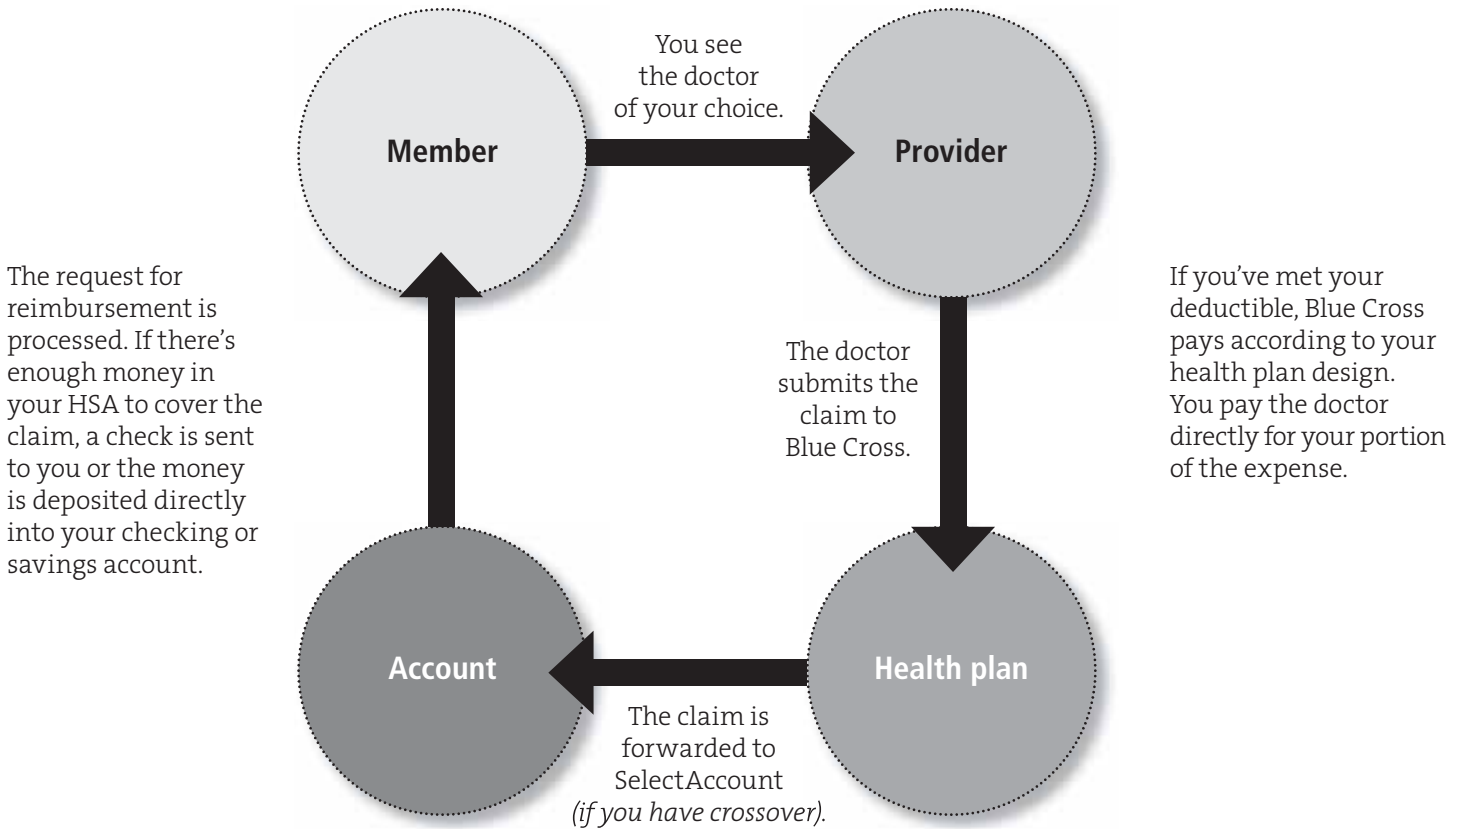 You see
the doctor
of your choice.
Member
Provider
The request for
reimbursement is
processed. If there’s
enough money in
your HSA to cover the
claim, a check is sent
to you or the money
is deposited directly
into your checking or
savings account.
The doctor
submits the
claim to
Blue Cross.
If you’ve met your
deductible, Blue Cross
pays according to your
health plan design.
You pay the doctor
directly for your portion
of the expense.
Account
Health plan
The claim is
forwarded to
SelectAccount
(if you have crossover).